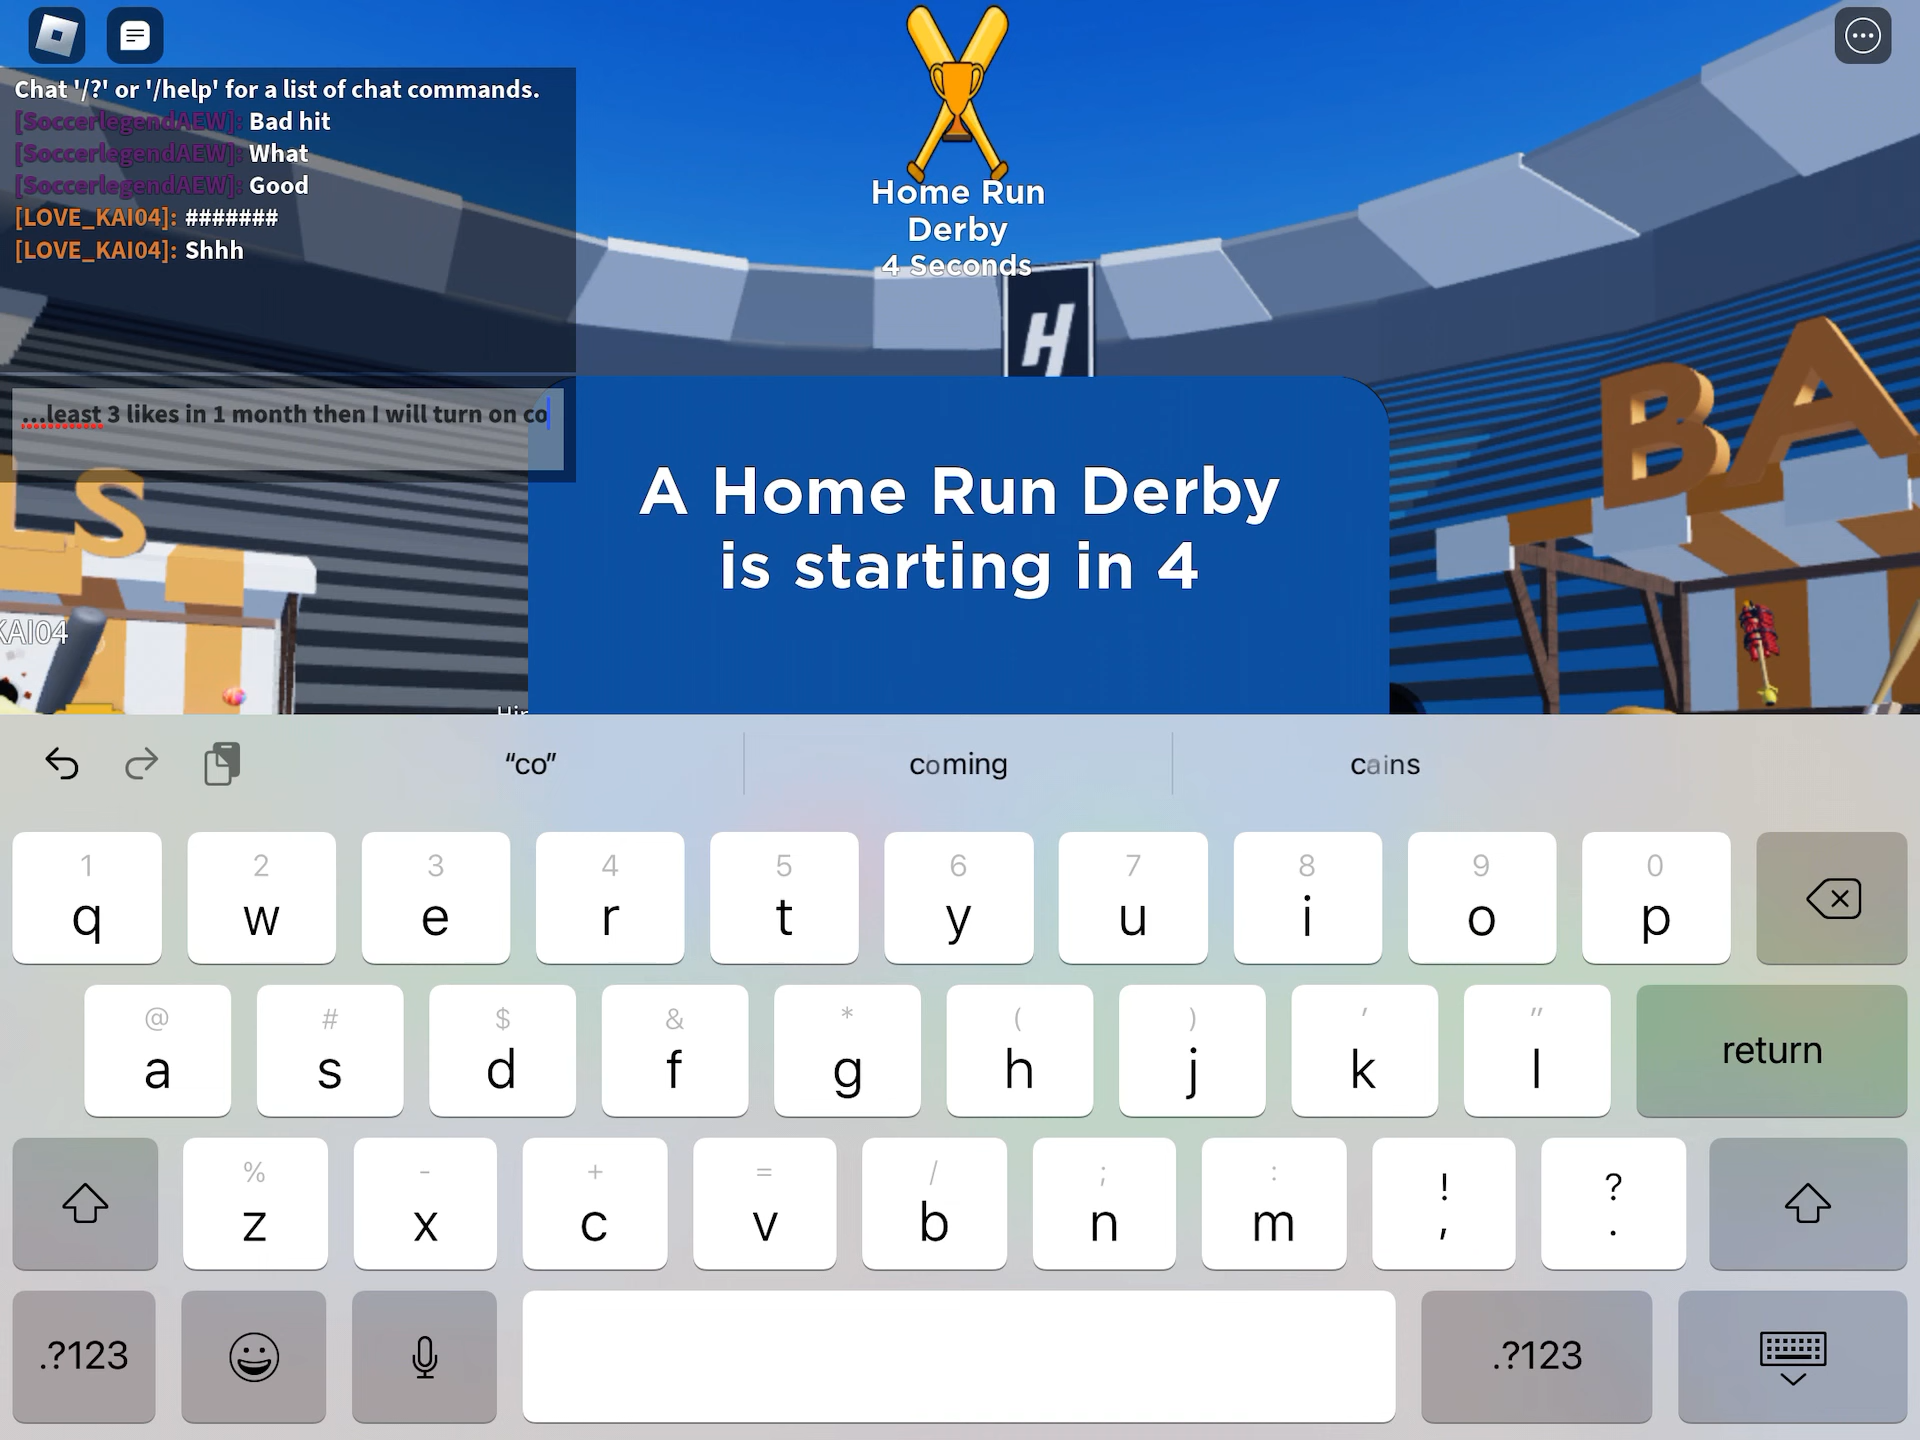 Chat '/?' or '/help' for a list of chat commands.
[SoccerlegendAEW]: Bad hit
[SoccerlegendAEW]: What
[SoccerlegendAEW]: Good
[LOVE_KAI04]: #######
[LOVE_KAI04]: Shhh
Home Run
Derby
4 Seconds
H
...least 3 likes in 1 month then I will turn on co
BA
LS
A Home Run Derby
is starting in 4
KAI04
“co” coming cains
1 2 3 4 5 6 7 8 9 0
q w e r t y u i o p
@ # $ & * ( ) ' "
a s d f g h j k l return
% - + = / ; : ! ?
z x c v b n m , .
.?123 .?123